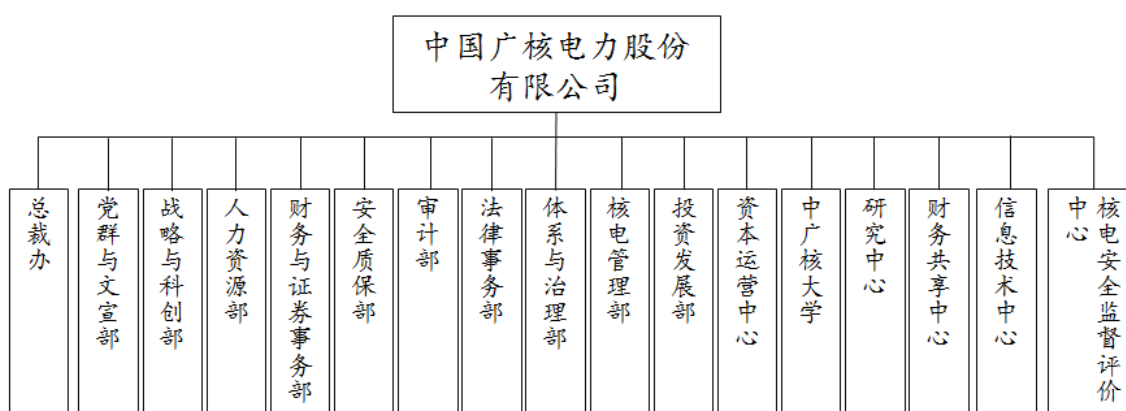 中国广核电力股份
有限公司
总裁办
党群与文宣部
战略与科创部
人力资源部
财务与证券事务部
安全质保部
审计部
法律事务部
体系与治理部
核电管理部
投资发展部
资本运营中心
中广核大学
研究中心
财务共享中心
信息技术中心
核电安全监督评价
中心